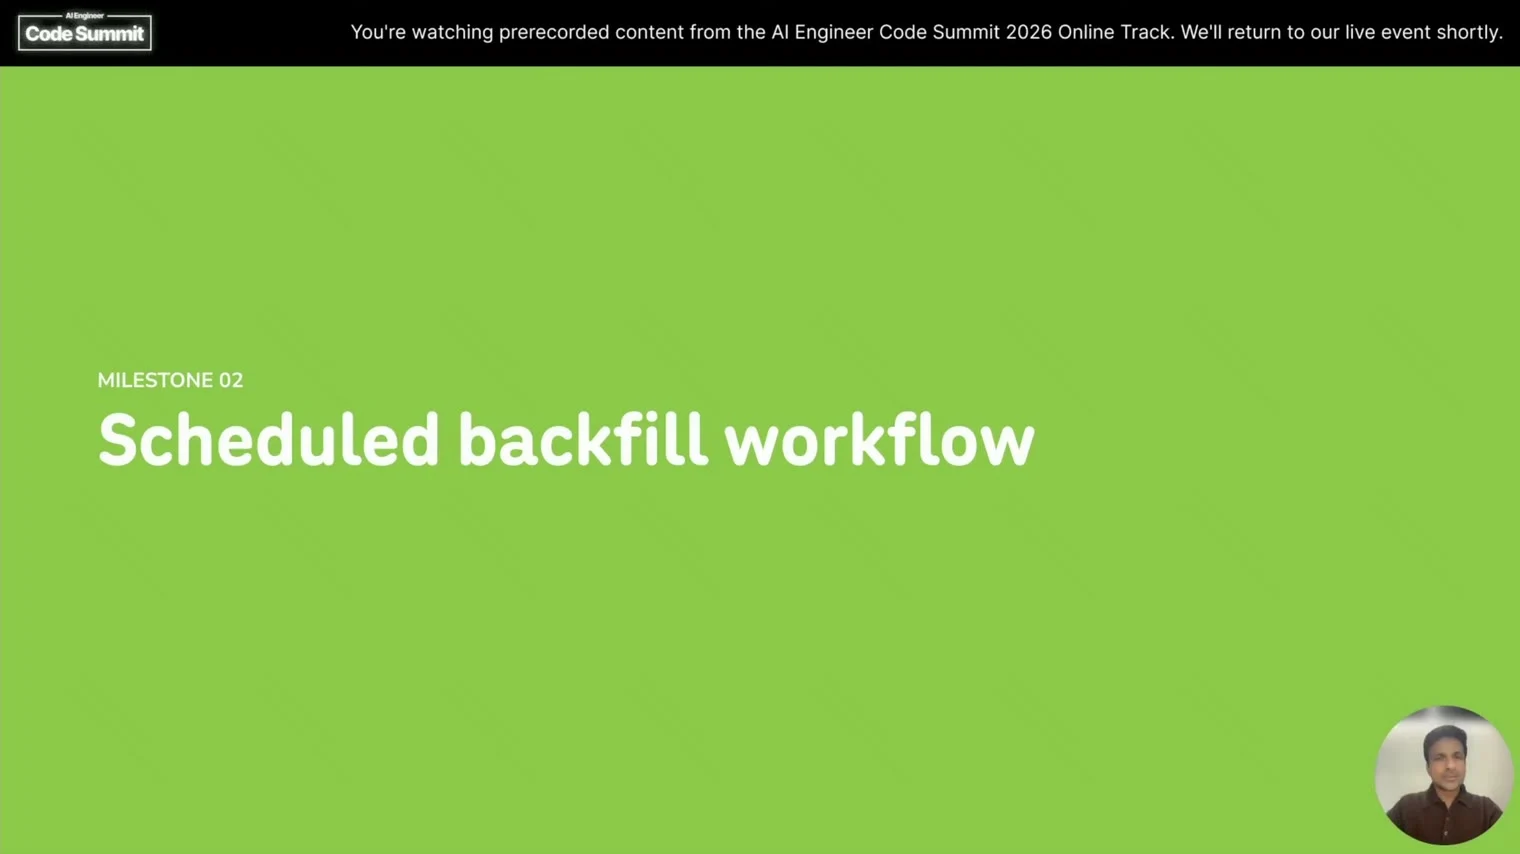 AI Engineer
Code Summit
You're watching prerecorded content from the AI Engineer Code Summit 2026 Online Track. We'll return to our live event shortly.
MILESTONE 02
Scheduled backfill workflow